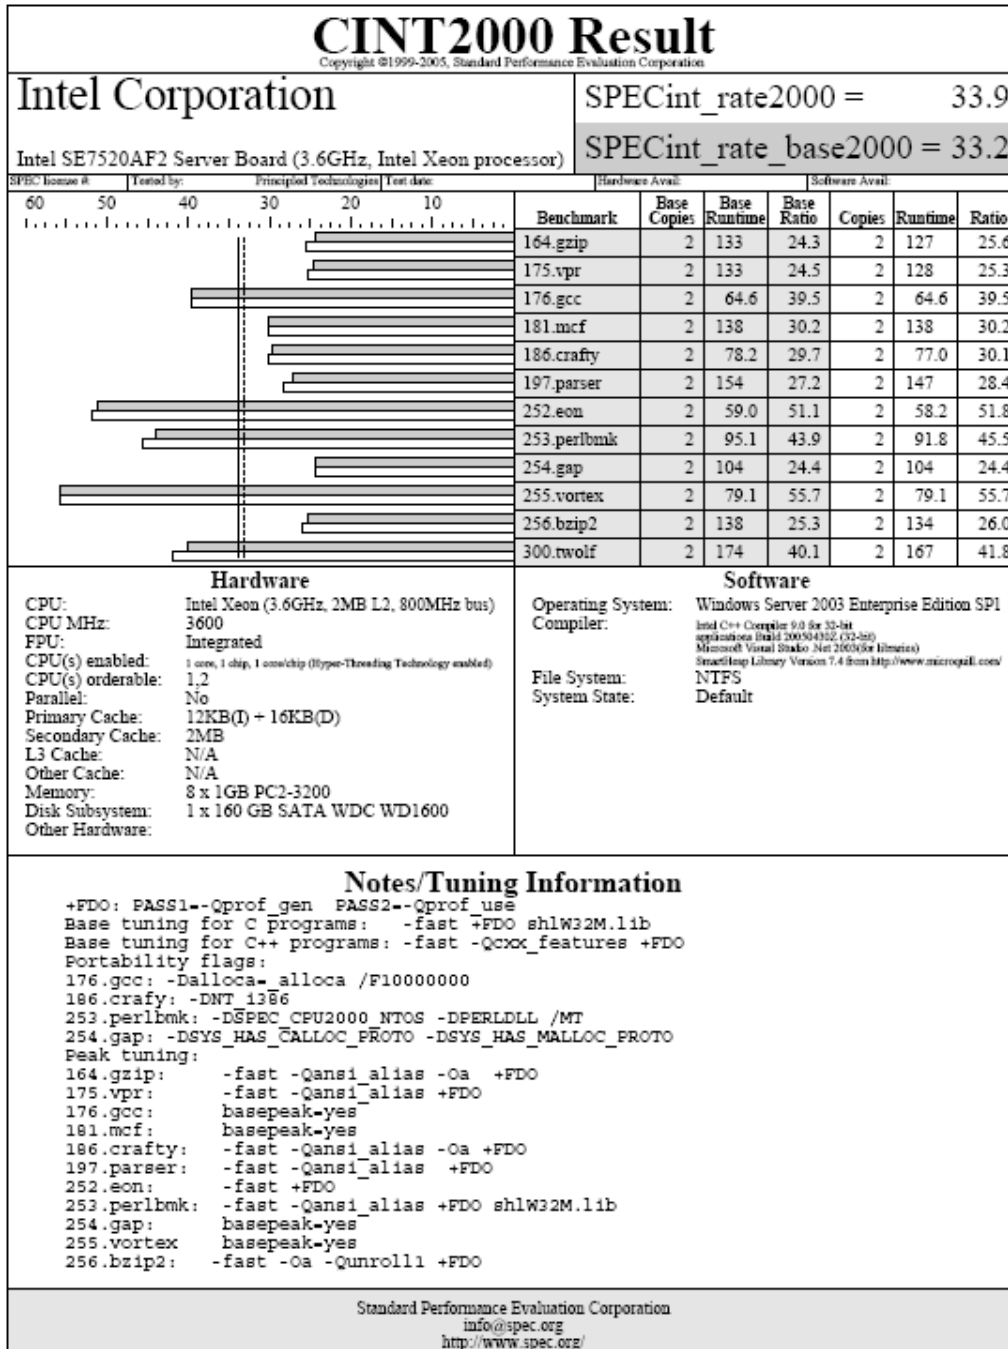 CINT2000 Result
Copyright ©1999-2005, Standard Performance Evaluation Corporation
Intel Corporation
Intel SE7520AF2 Server Board (3.6GHz, Intel Xeon processor)
SPECint_rate2000 = 33.9
SPECint_rate_base2000 = 33.2
SPEC license #: Tested by: Principled Technologies Test date: Hardware Avail: Software Avail:
60 50 40 30 20 10
Benchmark Base Copies Base Runtime Base Ratio Copies Runtime Ratio
164.gzip 2 133 24.3 2 127 25.6
175.vpr 2 133 24.5 2 128 25.3
176.gcc 2 64.6 39.5 2 64.6 39.5
181.mcf 2 138 30.2 2 138 30.2
186.crafty 2 78.2 29.7 2 77.0 30.1
197.parser 2 154 27.2 2 147 28.4
252.eon 2 59.0 51.1 2 58.2 51.8
253.perlbmk 2 95.1 43.9 2 91.8 45.5
254.gap 2 104 24.4 2 104 24.4
255.vortex 2 79.1 55.7 2 79.1 55.7
256.bzip2 2 138 25.3 2 134 26.0
300.twolf 2 174 40.1 2 167 41.8
Hardware
CPU: Intel Xeon (3.6GHz, 2MB L2, 800MHz bus)
CPU MHz: 3600
FPU: Integrated
CPU(s) enabled: 1 core, 1 chip, 1 core/chip (Hyper-Threading Technology enabled)
CPU(s) orderable: 1,2
Parallel: No
Primary Cache: 12KB(I) + 16KB(D)
Secondary Cache: 2MB
L3 Cache: N/A
Other Cache: N/A
Memory: 8 x 1GB PC2-3200
Disk Subsystem: 1 x 160 GB SATA WDC WD1600
Other Hardware:
Software
Operating System: Windows Server 2003 Enterprise Edition SP1
Compiler: Intel C++ Compiler 9.0 for 32-bit
applications Build 20050430Z (32-bit)
Microsoft Visual Studio .Net 2003(for libraries)
SmartHeap Library Version 7.4 from http://www.microquill.com/
File System: NTFS
System State: Default
Notes/Tuning Information
+FDO: PASS1=-Qprof_gen PASS2=-Qprof_use
Base tuning for C programs: -fast +FDO shlW32M.lib
Base tuning for C++ programs: -fast -Qcxx_features +FDO
Portability flags:
176.gcc: -Dalloca=_alloca /F10000000
186.crafy: -DNT_i386
253.perlbmk: -DSPEC_CPU2000_NTOS -DPERLDLL /MT
254.gap: -DSYS_HAS_CALLOC_PROTO -DSYS_HAS_MALLOC_PROTO
Peak tuning:
164.gzip: -fast -Qansi_alias -Oa +FDO
175.vpr: -fast -Qansi_alias +FDO
176.gcc: basepeak=yes
181.mcf: basepeak=yes
186.crafty: -fast -Qansi_alias -Oa +FDO
197.parser: -fast -Qansi_alias +FDO
252.eon: -fast +FDO
253.perlbmk: -fast -Qansi_alias +FDO shlW32M.lib
254.gap: basepeak=yes
255.vortex basepeak=yes
256.bzip2: -fast -Oa -Qunroll1 +FDO
Standard Performance Evaluation Corporation
info@spec.org
http://www.spec.org/